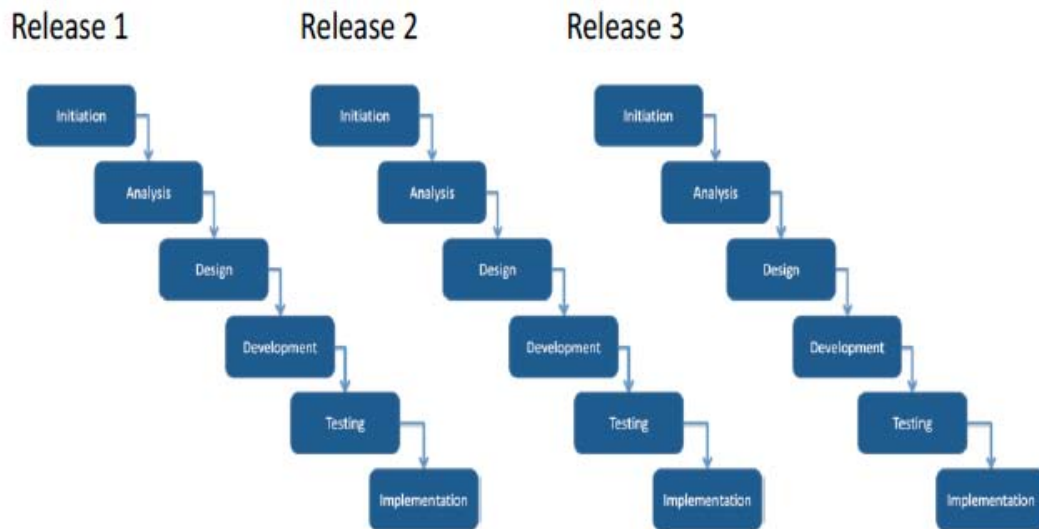 Release 1
Release 2
Release 3
Initiation
Initiation
Initiation
Analysis
Analysis
Analysis
Design
Design
Design
Development
Development
Development
Testing
Testing
Testing
Implementation
Implementation
Implementation